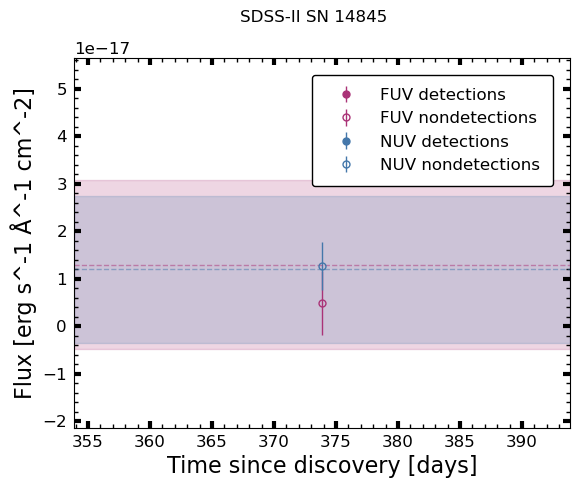 SDSS-II SN 14845
1e−17
FUV detections
FUV nondetections
NUV detections
NUV nondetections
5
4
3
2
1
0
−1
−2
Flux [erg s^-1 Å^-1 cm^-2]
355 360 365 370 375 380 385 390
Time since discovery [days]